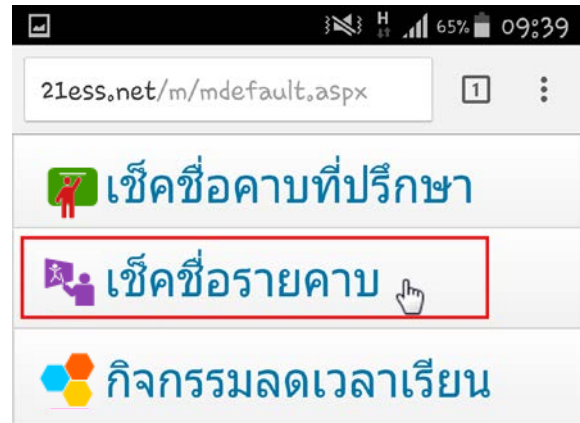 H 65% 09:39
21ess.net/m/mdefault.aspx 1
เช็คชื่อคาบที่ปรึกษา
เช็คชื่อรายคาบ
กิจกรรมลดเวลาเรียน